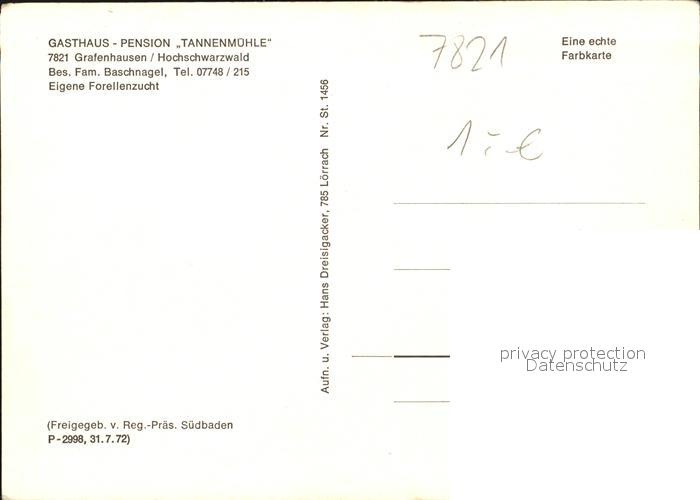 GASTHAUS - PENSION „TANNENMÜHLE“
7821 Grafenhausen / Hochschwarzwald
Bes. Fam. Baschnagel, Tel. 07748 / 215
Eigene Forellenzucht
(Freigegeb. v. Reg.-Präs. Südbaden
P-2998, 31.7.72)
Aufn. u. Verlag: Hans Dreisigacker, 785 Lörrach Nr. St. 1456
7821
Eine echte
Farbkarte
1,- €
privacy protection
Datenschutz